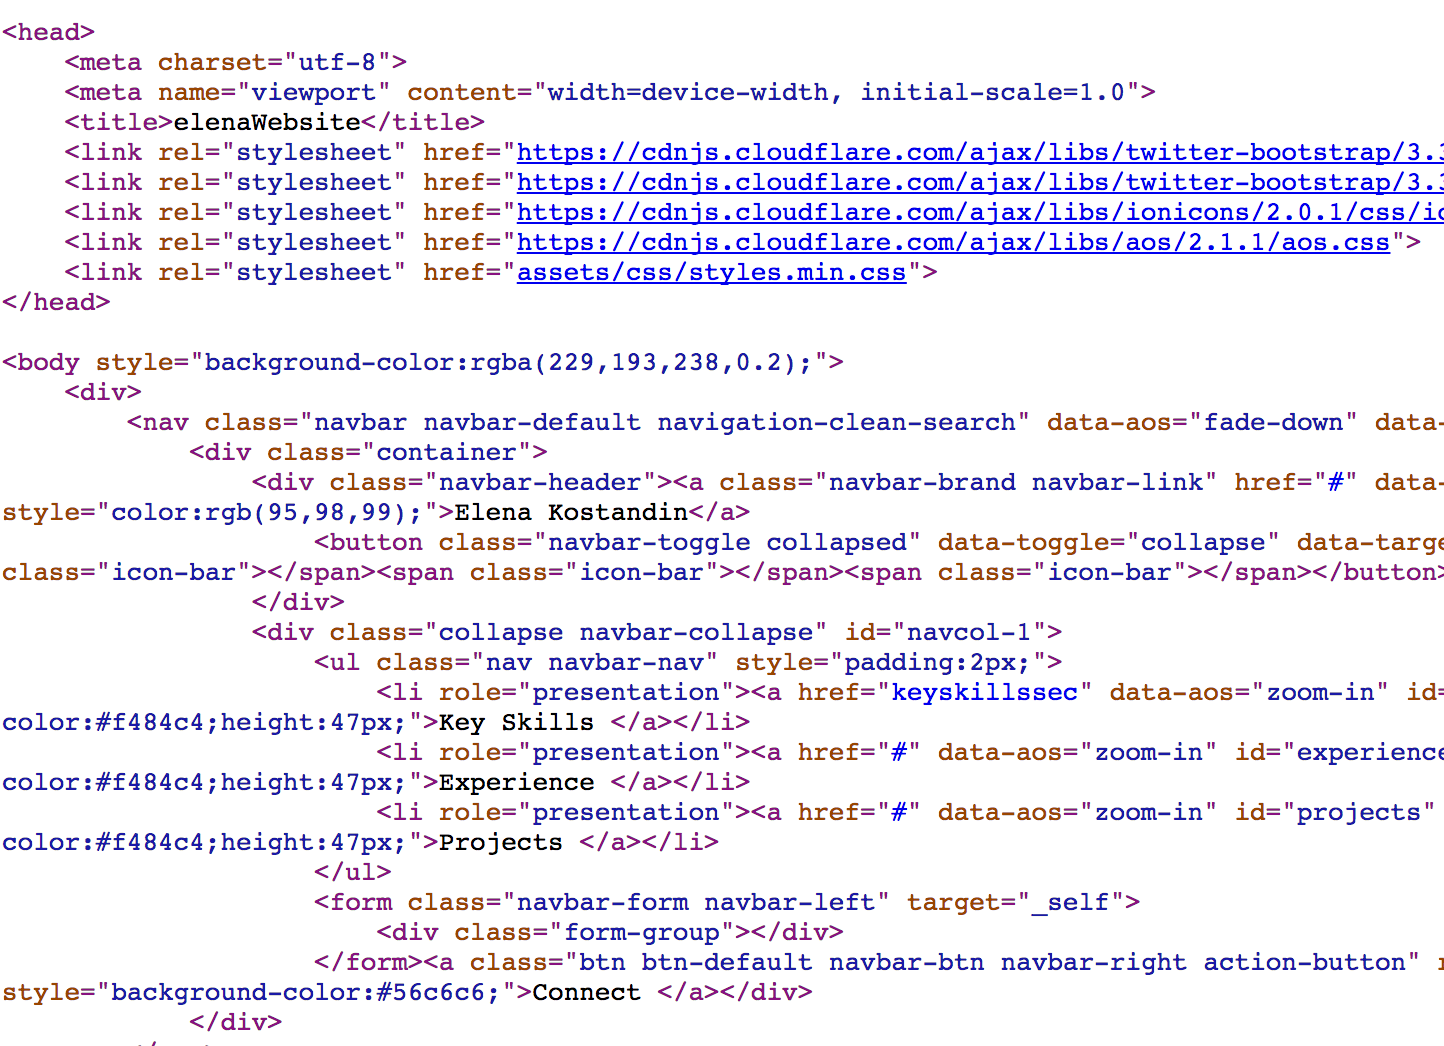 <head>
    <meta charset="utf-8">
    <meta name="viewport" content="width=device-width, initial-scale=1.0">
    <title>elenaWebsite</title>
    <link rel="stylesheet" href="https://cdnjs.cloudflare.com/ajax/libs/twitter-bootstrap/3.3
    <link rel="stylesheet" href="https://cdnjs.cloudflare.com/ajax/libs/twitter-bootstrap/3.3
    <link rel="stylesheet" href="https://cdnjs.cloudflare.com/ajax/libs/ionicons/2.0.1/css/io
    <link rel="stylesheet" href="https://cdnjs.cloudflare.com/ajax/libs/aos/2.1.1/aos.css">
    <link rel="stylesheet" href="assets/css/styles.min.css">
</head>

<body style="background-color:rgba(229,193,238,0.2);">
    <div>
        <nav class="navbar navbar-default navigation-clean-search" data-aos="fade-down" data-
            <div class="container">
                <div class="navbar-header"><a class="navbar-brand navbar-link" href="#" data-
style="color:rgb(95,98,99);">Elena Kostandin</a>
                    <button class="navbar-toggle collapsed" data-toggle="collapse" data-targe
class="icon-bar"></span><span class="icon-bar"></span><span class="icon-bar"></span></button>
                </div>
                <div class="collapse navbar-collapse" id="navcol-1">
                    <ul class="nav navbar-nav" style="padding:2px;">
                        <li role="presentation"><a href="keyskillssec" data-aos="zoom-in" id=
color:#f484c4;height:47px;">Key Skills </a></li>
                        <li role="presentation"><a href="#" data-aos="zoom-in" id="experience
color:#f484c4;height:47px;">Experience </a></li>
                        <li role="presentation"><a href="#" data-aos="zoom-in" id="projects"
color:#f484c4;height:47px;">Projects </a></li>
                    </ul>
                    <form class="navbar-form navbar-left" target="_self">
                        <div class="form-group"></div>
                    </form><a class="btn btn-default navbar-btn navbar-right action-button"
style="background-color:#56c6c6;">Connect </a></div>
            </div>